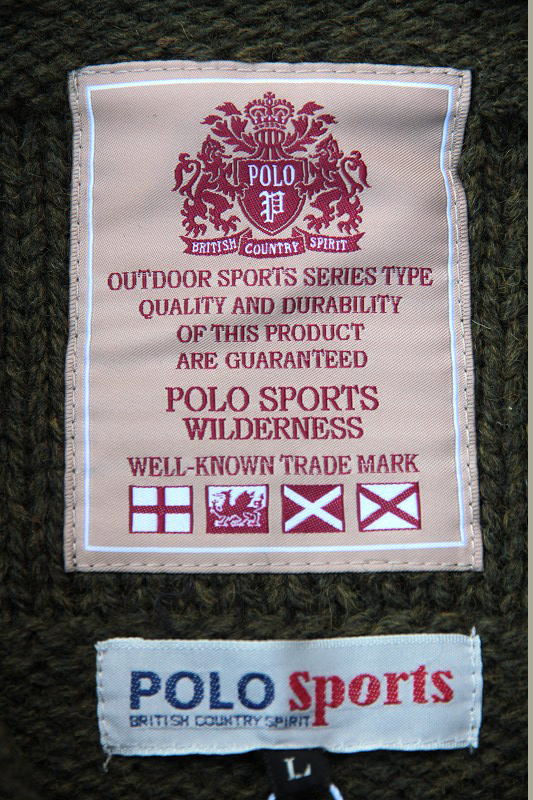 POLO
P
BRITISH COUNTRY SPIRIT
OUTDOOR SPORTS SERIES TYPE
QUALITY AND DURABILITY
OF THIS PRODUCT
ARE GUARANTEED
POLO SPORTS
WILDERNESS
WELL-KNOWN TRADE MARK
POLO Sports
BRITISH COUNTRY SPIRIT
L